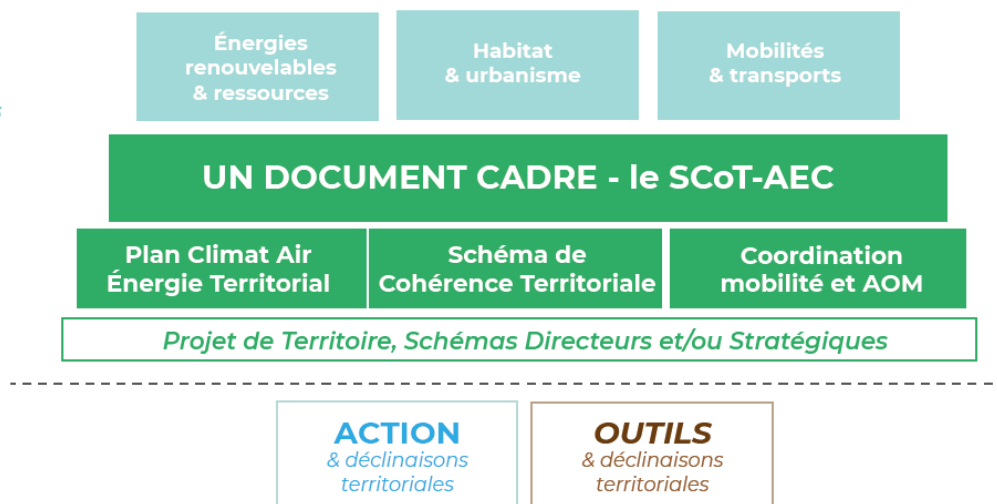 Énergies
renouvelables
& ressources
Habitat
& urbanisme
Mobilités
& transports
UN DOCUMENT CADRE - le SCoT-AEC
Plan Climat Air
Énergie Territorial
Schéma de
Cohérence Territoriale
Coordination
mobilité et AOM
Projet de Territoire, Schémas Directeurs et/ou Stratégiques
ACTION
& déclinaisons
territoriales
OUTILS
& déclinaisons
territoriales